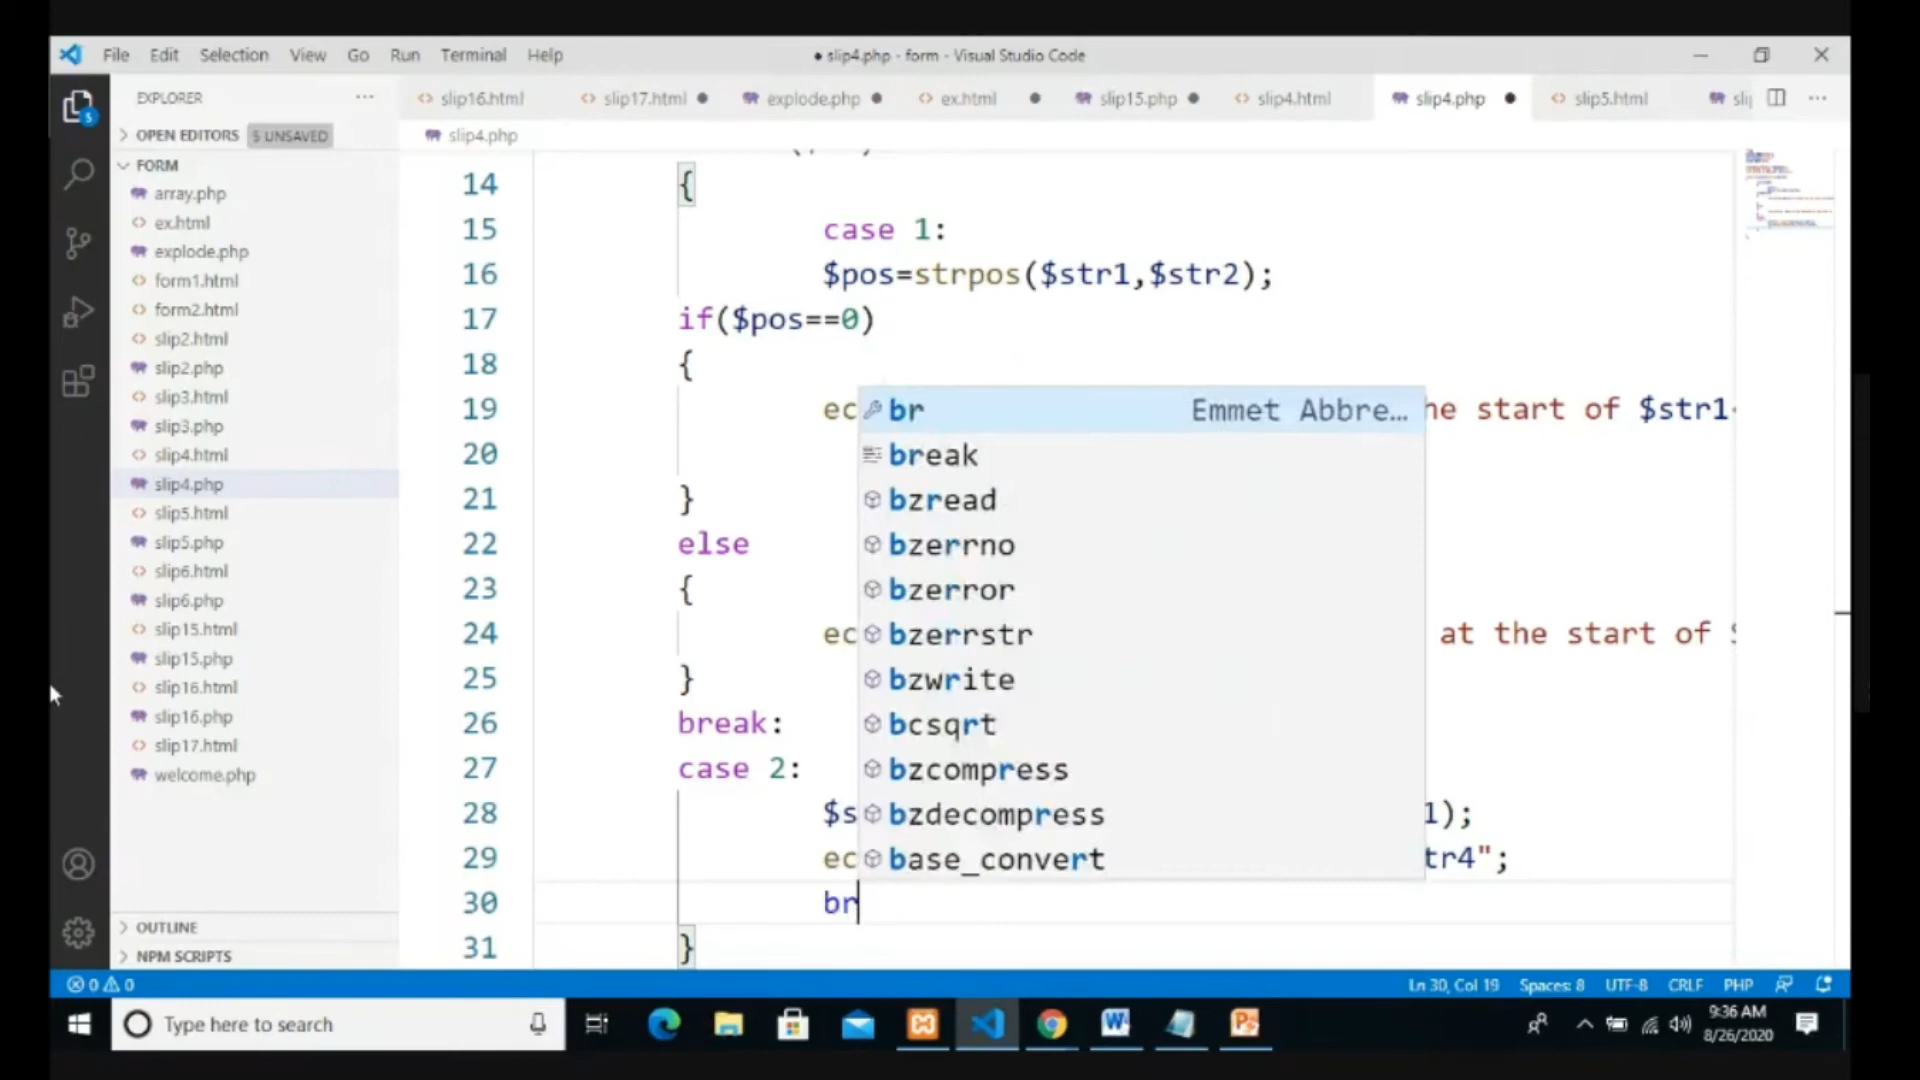 File Edit Selection View Go Run Terminal Help
● slip4.php - form - Visual Studio Code
EXPLORER ...
slip16.html slip17.html ● explode.php ● ex.html ● slip15.php ● slip4.html slip4.php ● slip5.html ...
OPEN EDITORS 5 UNSAVED
slip4.php
FORM
array.php
ex.html
explode.php
form1.html
form2.html
slip2.html
slip2.php
slip3.html
slip3.php
slip4.html
slip4.php
slip5.html
slip5.php
slip6.html
slip6.php
slip15.html
slip15.php
slip16.html
slip16.php
slip17.html
welcome.php
OUTLINE
NPM SCRIPTS
5
14 {
15 case 1:
16 $pos=strpos($str1,$str2);
17 if($pos==0)
18 {
19 ec he start of $str1
20
21 }
22 else
23 {
24 ec at the start of
25 }
26 break:
27 case 2:
28 $s 1);
29 ec tr4";
30 br
31 }
br Emmet Abbre...
break
bzread
bzerrno
bzerror
bzerrstr
bzwrite
bcsqrt
bzcompress
bzdecompress
base_convert
0 0 Ln 30, Col 19 Spaces: 8 UTF-8 CRLF PHP
Type here to search
9:36 AM
8/26/2020